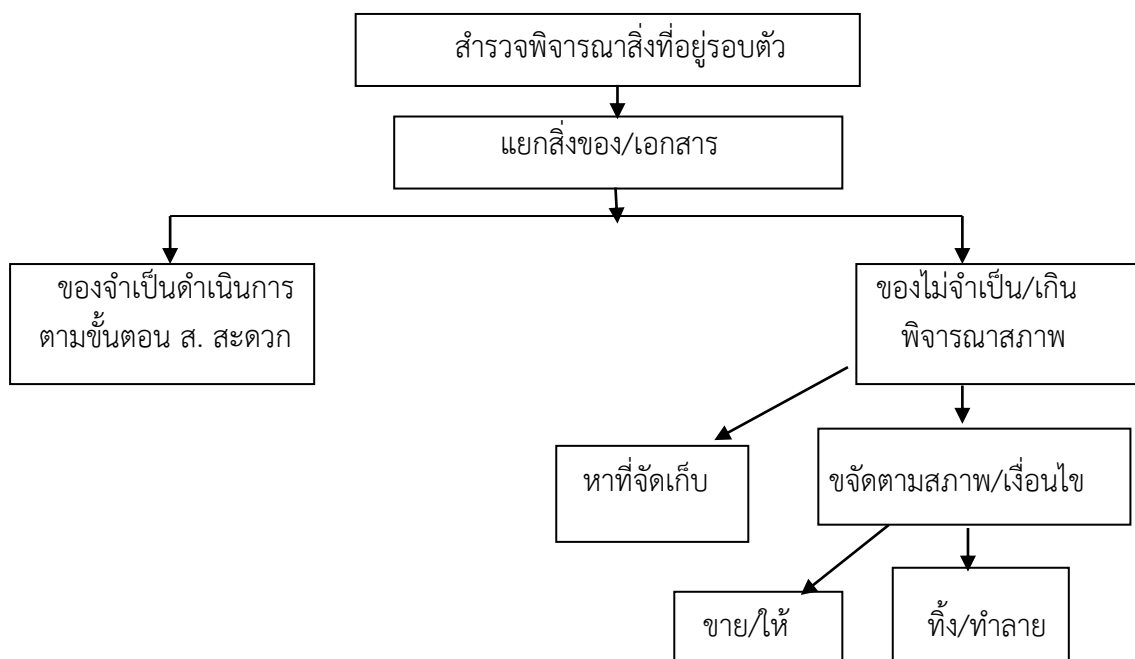 สำรวจพิจารณาสิ่งที่อยู่รอบตัว
แยกสิ่งของ/เอกสาร
ของจำเป็นดำเนินการ
ตามขั้นตอน ส. สะดวก
ของไม่จำเป็น/เกิน
พิจารณาสภาพ
หาที่จัดเก็บ
ขจัดตามสภาพ/เงื่อนไข
ขาย/ให้
ทิ้ง/ทำลาย